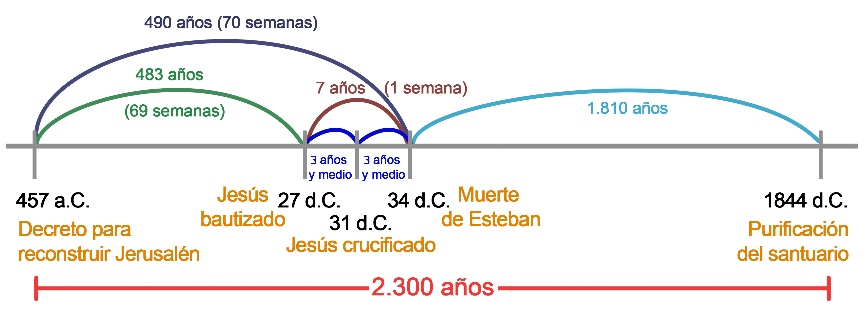 490 años (70 semanas)
483 años
(69 semanas)
7 años (1 semana)
1.810 años
3 años
y medio
3 años
y medio
457 a.C.
Decreto para
reconstruir Jerusalén
Jesús
bautizado
27 d.C.
31 d.C.
Jesús crucificado
34 d.C.
Muerte
de Esteban
1844 d.C.
Purificación
del santuario
2.300 años